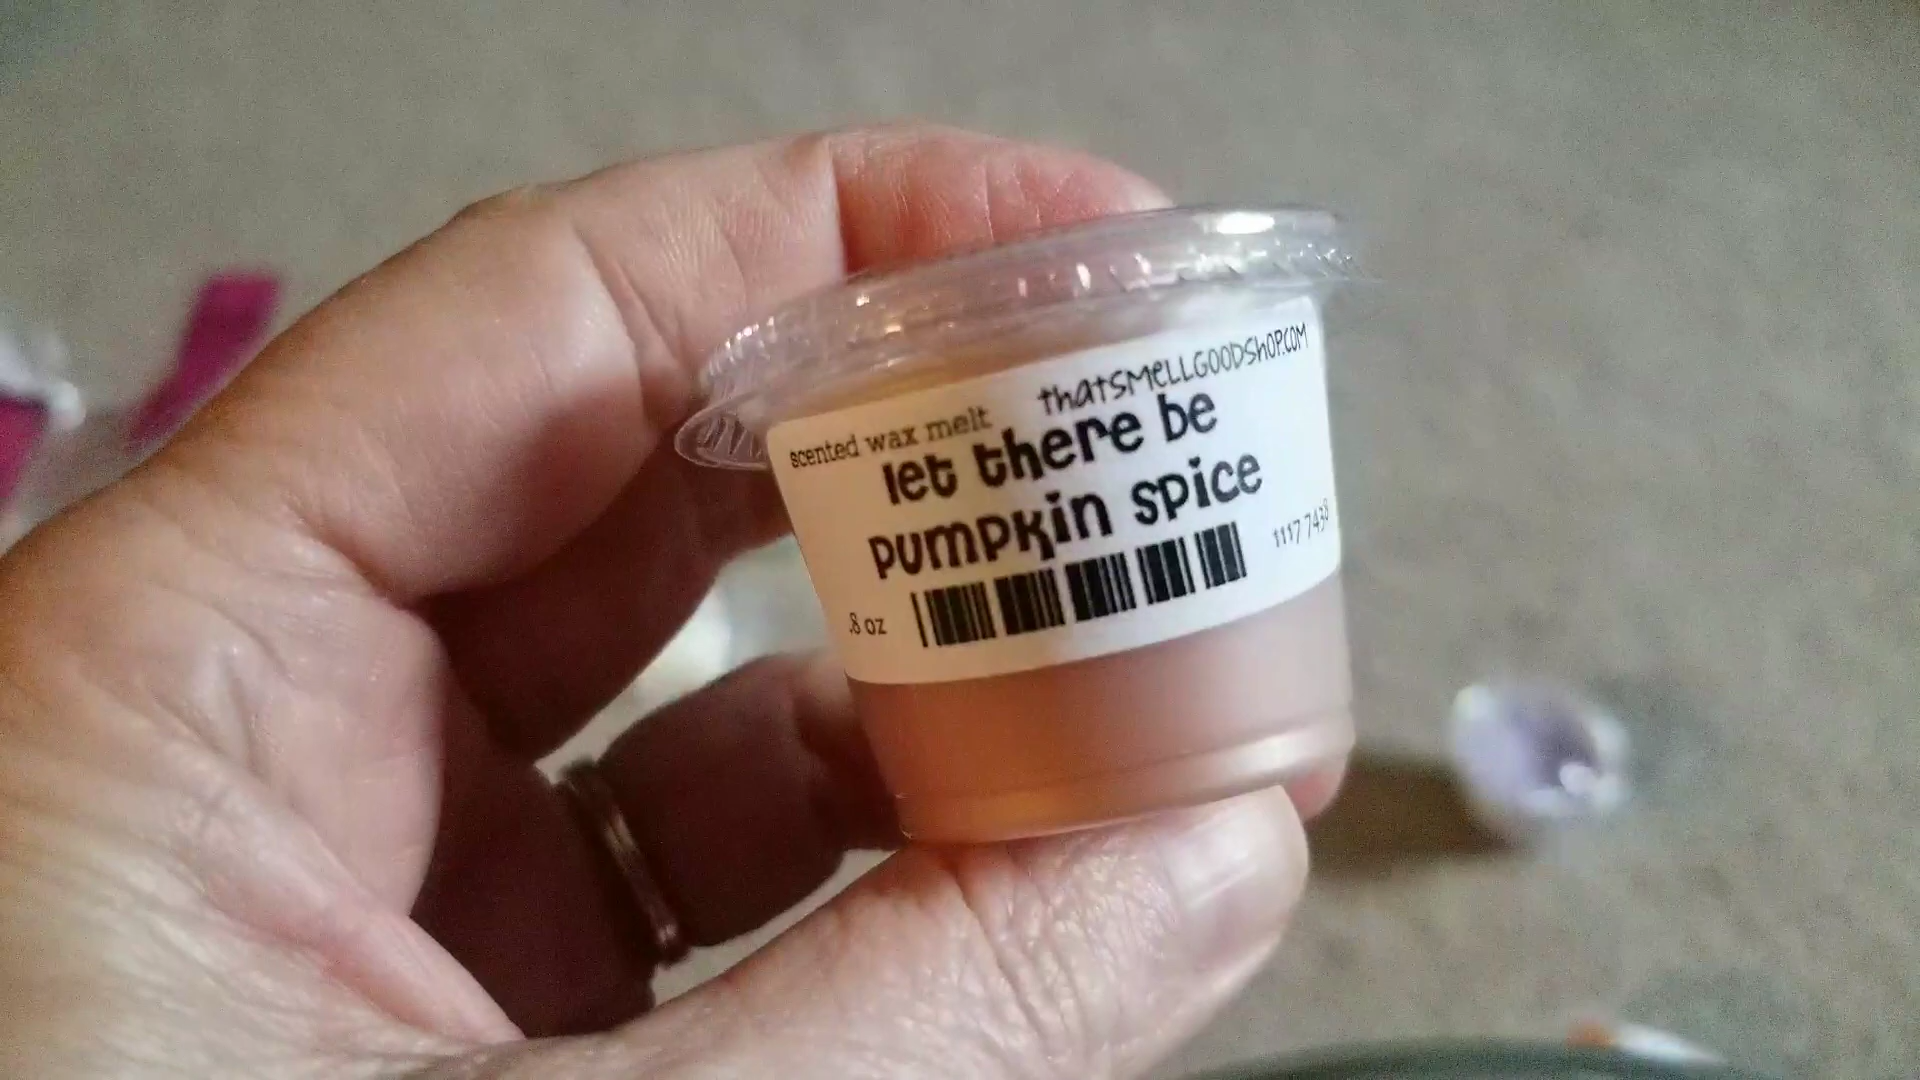 scented wax melt
thatsmellgoodshop.com
let there be
pumpkin spice
.8 oz
1117 7438